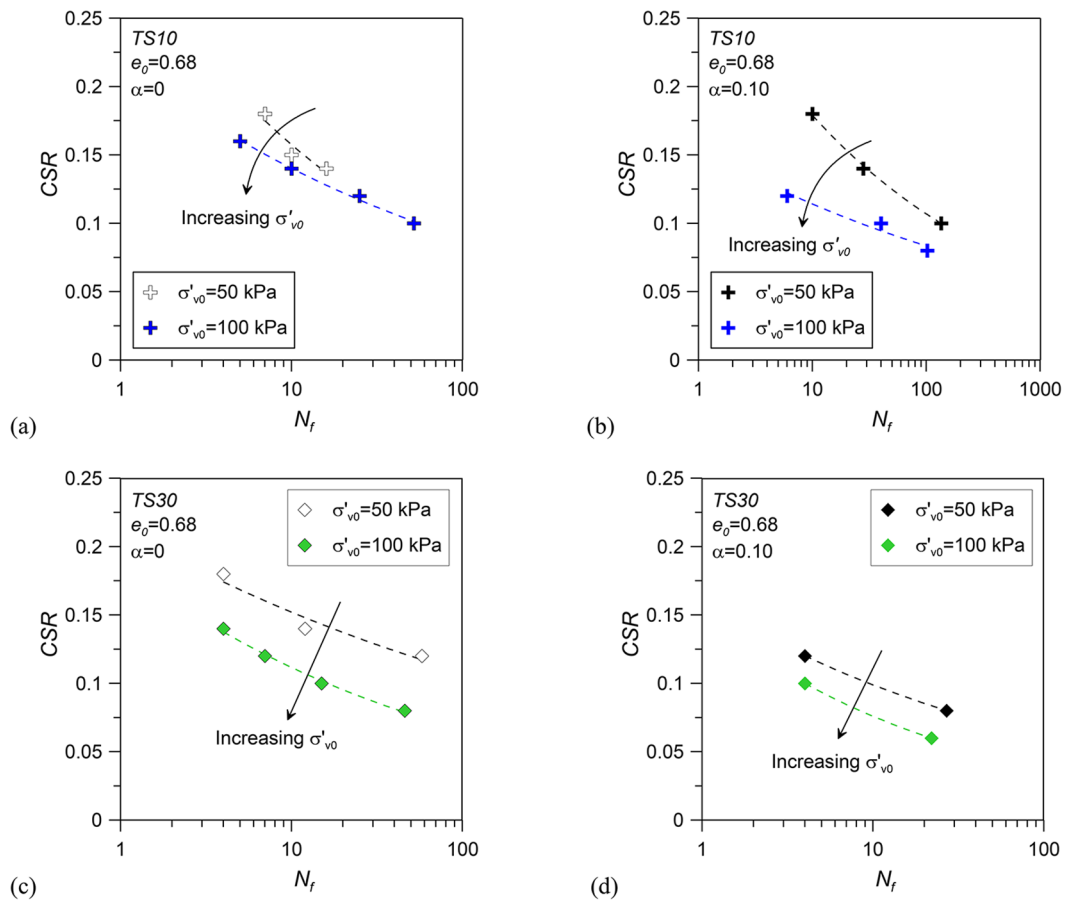 0.25
0.2
0.15
0.1
0.05
0
CSR
TS10
e0=0.68
α=0
Increasing σ'v0
σ'v0=50 kPa
σ'v0=100 kPa
1 10 100
Nf
(a)
0.25
0.2
0.15
0.1
0.05
0
CSR
TS10
e0=0.68
α=0.10
Increasing σ'v0
σ'v0=50 kPa
σ'v0=100 kPa
1 10 100 1000
Nf
(b)
0.25
0.2
0.15
0.1
0.05
0
CSR
TS30
e0=0.68
α=0
σ'v0=50 kPa
σ'v0=100 kPa
Increasing σ'v0
1 10 100
Nf
(c)
0.25
0.2
0.15
0.1
0.05
0
CSR
TS30
e0=0.68
α=0.10
σ'v0=50 kPa
σ'v0=100 kPa
Increasing σ'v0
1 10 100
Nf
(d)